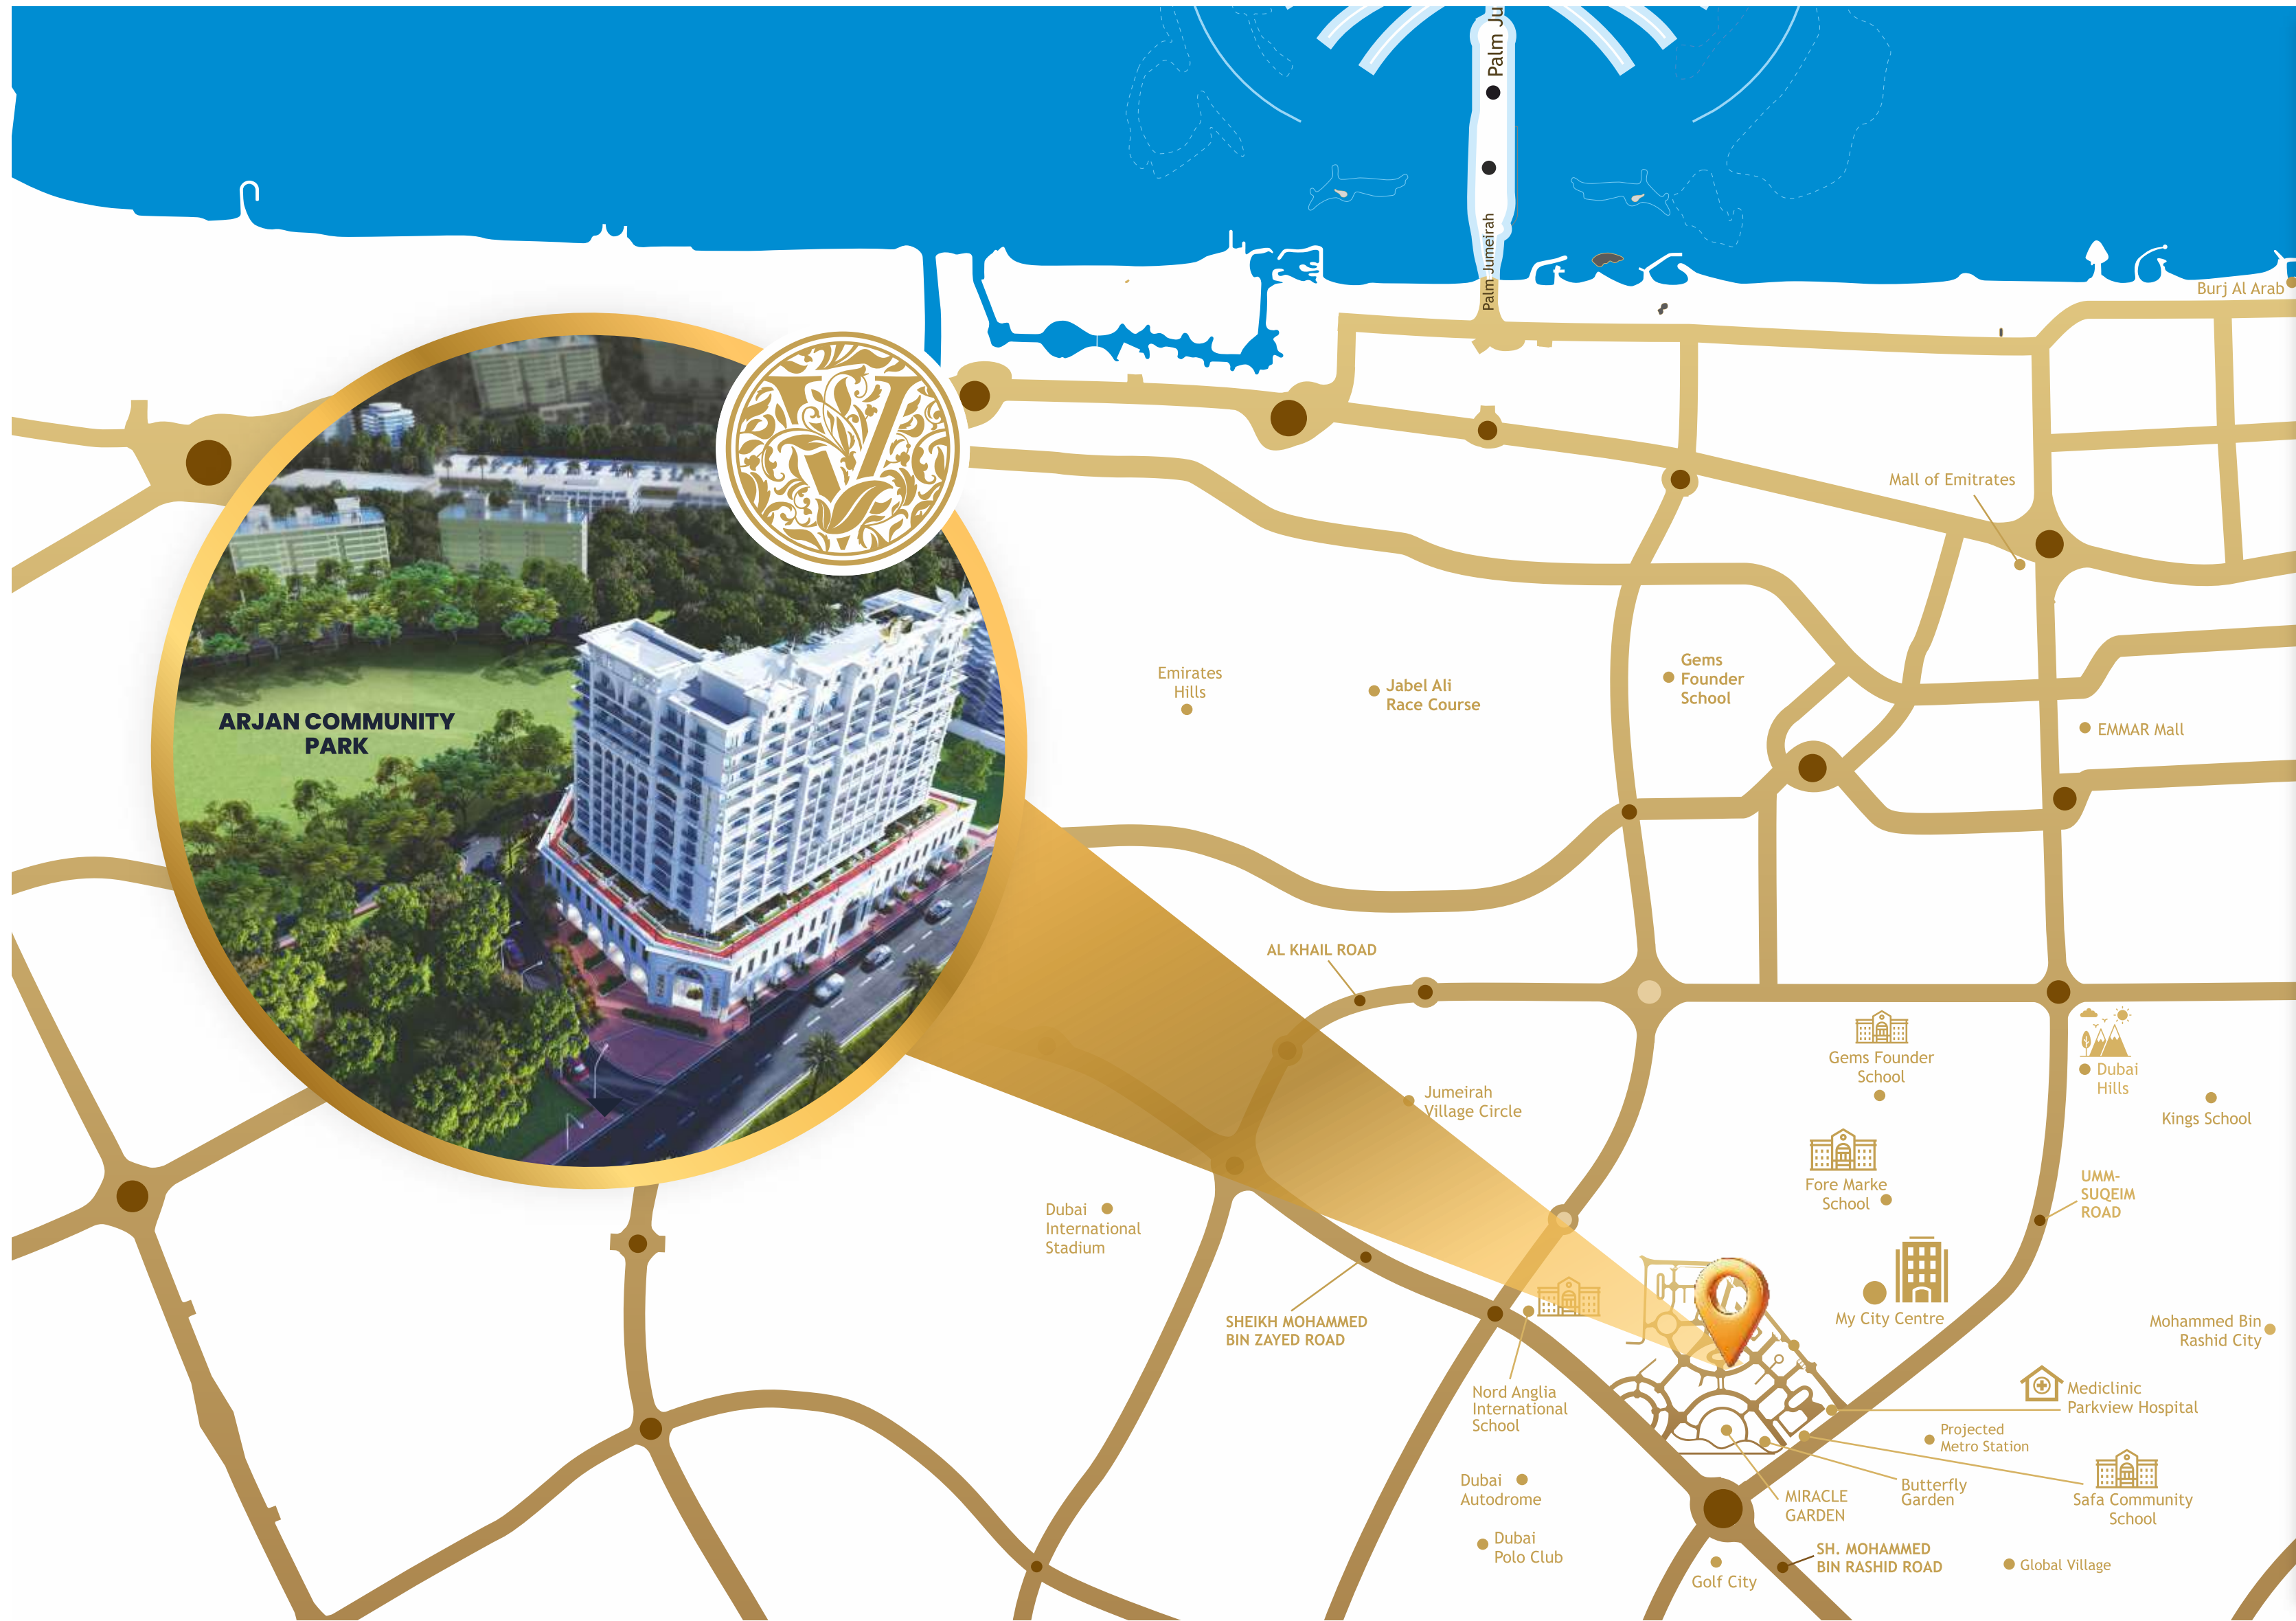 Palm Ju
Palm Jumeirah
Burj Al Arab
Mall of Emitrates
V
ARJAN COMMUNITY
PARK
Emirates
Hills
Jabel Ali
Race Course
Gems
Founder
School
EMMAR Mall
AL KHAIL ROAD
Gems Founder
School
Dubai
Hills
Jumeirah
Village Circle
Kings School
Fore Marke
School
UMM-
SUQEIM
ROAD
Dubai
International
Stadium
SHEIKH MOHAMMED
BIN ZAYED ROAD
My City Centre
Mohammed Bin
Rashid City
Nord Anglia
International
School
Mediclinic
Parkview Hospital
Projected
Metro Station
Dubai
Autodrome
MIRACLE
GARDEN
Butterfly
Garden
Safa Community
School
Dubai
Polo Club
SH. MOHAMMED
BIN RASHID ROAD
Global Village
Golf City